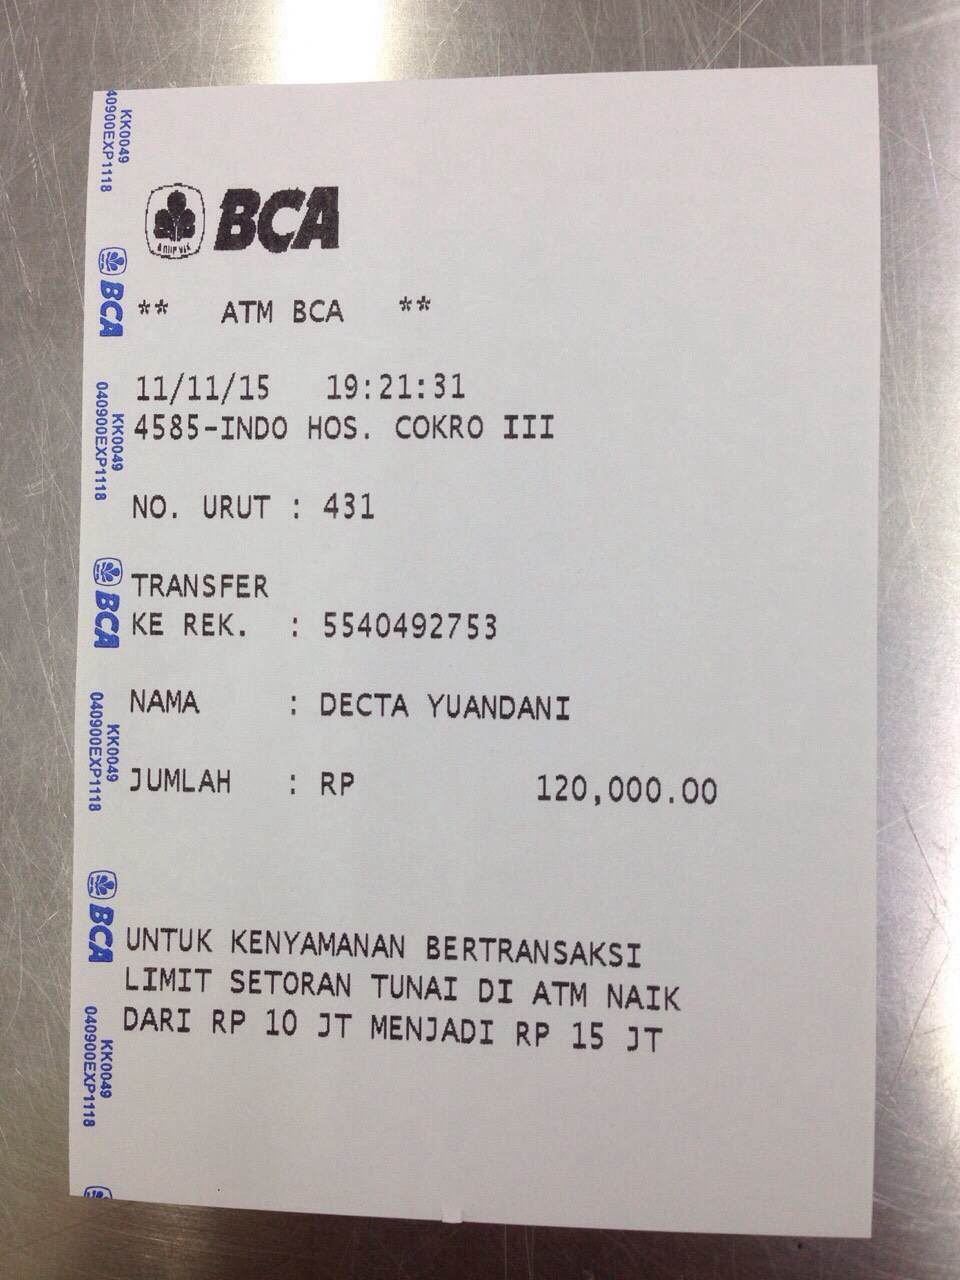 BCA
** ATM BCA **
11/11/15 19:21:31
4585-INDO HOS. COKRO III
NO. URUT : 431
TRANSFER
KE REK. : 5540492753
NAMA : DECTA YUANDANI
JUMLAH : RP 120,000.00
UNTUK KENYAMANAN BERTRANSAKSI
LIMIT SETORAN TUNAI DI ATM NAIK
DARI RP 10 JT MENJADI RP 15 JT
KK0049
040900EXP1118
BCA
KK0049
040900EXP1118
BCA
KK0049
040900EXP1118
BCA
KK0049
040900EXP1118